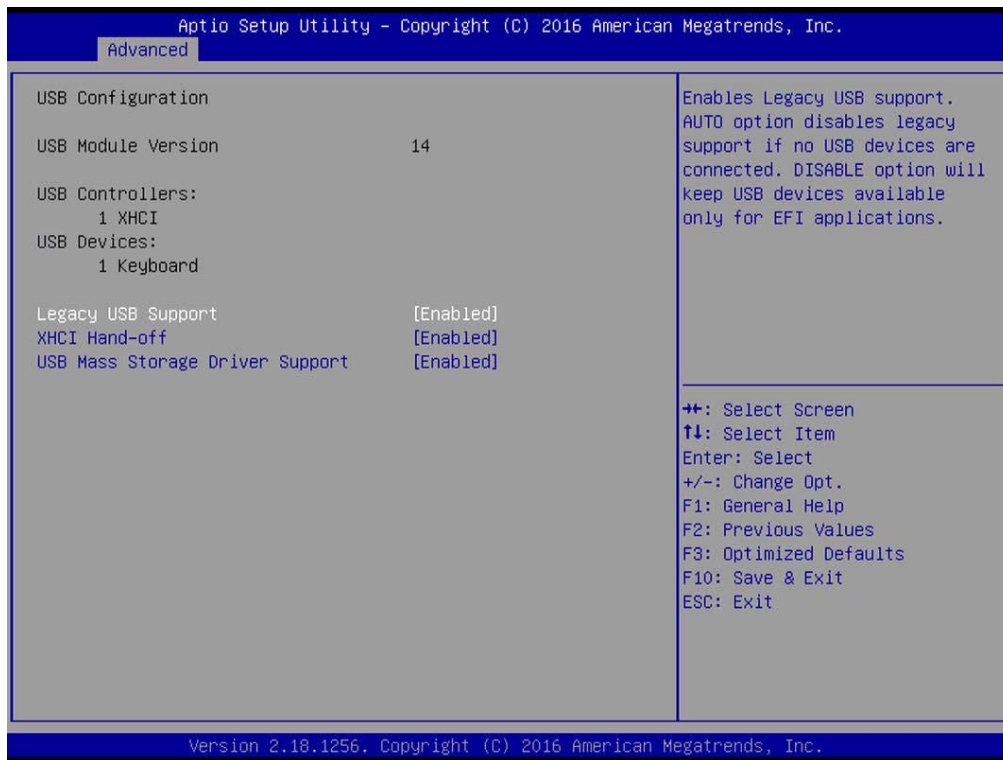 Aptio Setup Utility – Copyright (C) 2016 American Megatrends, Inc.
Advanced
USB Configuration
USB Module Version 14
USB Controllers:
1 XHCI
USB Devices:
1 Keyboard
Legacy USB Support [Enabled]
XHCI Hand-off [Enabled]
USB Mass Storage Driver Support [Enabled]
Enables Legacy USB support.
AUTO option disables legacy
support if no USB devices are
connected. DISABLE option will
keep USB devices available
only for EFI applications.
→←: Select Screen
↑↓: Select Item
Enter: Select
+/-: Change Opt.
F1: General Help
F2: Previous Values
F3: Optimized Defaults
F10: Save & Exit
ESC: Exit
Version 2.18.1256. Copyright (C) 2016 American Megatrends, Inc.